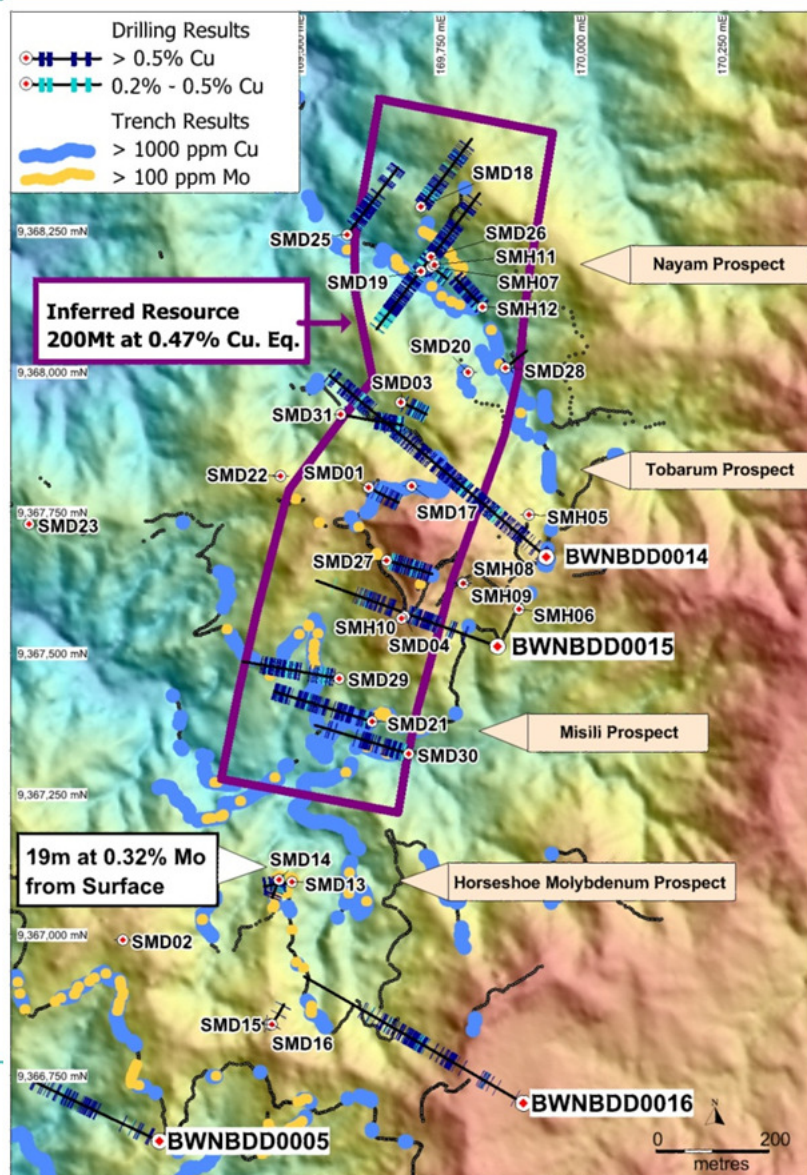 Drilling Results
> 0.5% Cu
0.2% - 0.5% Cu
Trench Results
> 1000 ppm Cu
> 100 ppm Mo
169,750 mE
170,000 mE
170,250 mE
SMD18
9,368,250 mN
SMD25
SMD26
SMH11
Nayam Prospect
SMD19
SMH07
SMH12
Inferred Resource
200Mt at 0.47% Cu. Eq.
SMD20
9,368,000 mN
SMD03
SMD28
SMD31
SMD22
SMD01
Tobarum Prospect
SMD17
9,367,750 mN
SMD23
SMH05
BWNBDD0014
SMD27
SMH08
SMH09
SMH06
SMH10
SMD04
BWNBDD0015
9,367,500 mN
SMD29
SMD21
Misili Prospect
SMD30
9,367,250 mN
19m at 0.32% Mo
from Surface
SMD14
SMD13
Horseshoe Molybdenum Prospect
9,367,000 mN
SMD02
SMD15
SMD16
9,366,750 mN
BWNBDD0016
BWNBDD0005
N
0 200
metres